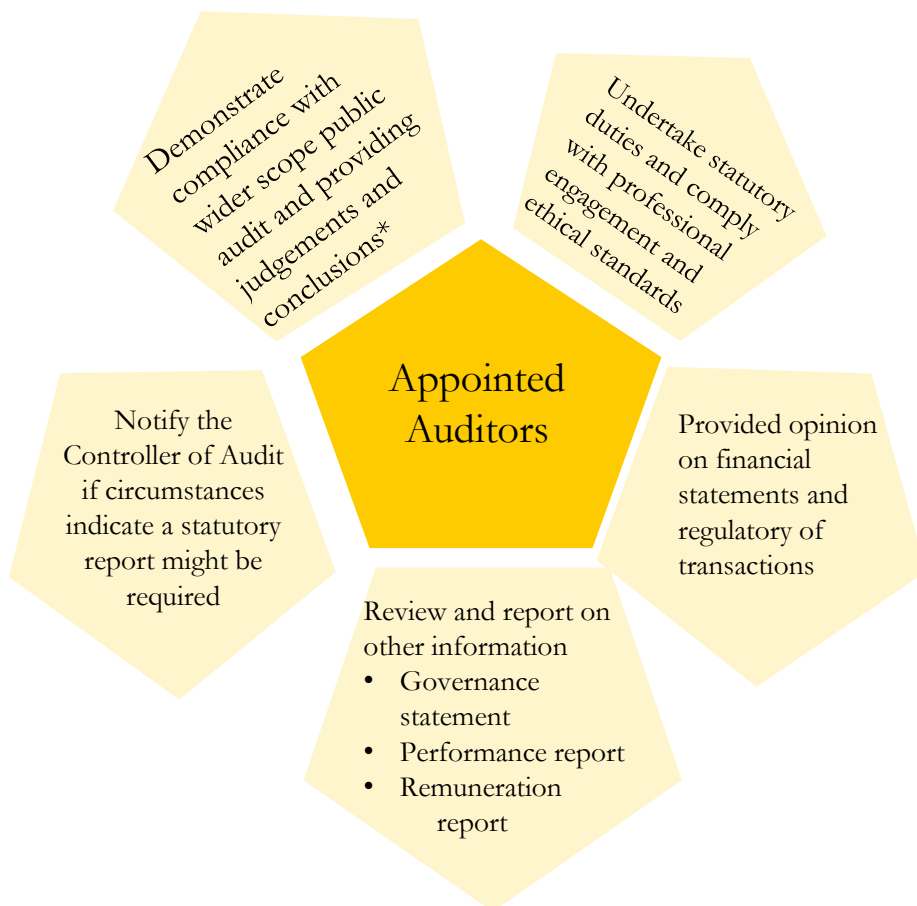 Demonstrate
compliance with
wider scope public
audit and providing
judgements and
conclusions*
Undertake statutory
duties and comply
with professional
engagement and
ethical standards
Appointed
Auditors
Notify the
Controller of Audit
if circumstances
indicate a statutory
report might be
required
Provided opinion
on financial
statements and
regulatory of
transactions
Review and report on
other information
• Governance
statement
• Performance report
• Remuneration
report